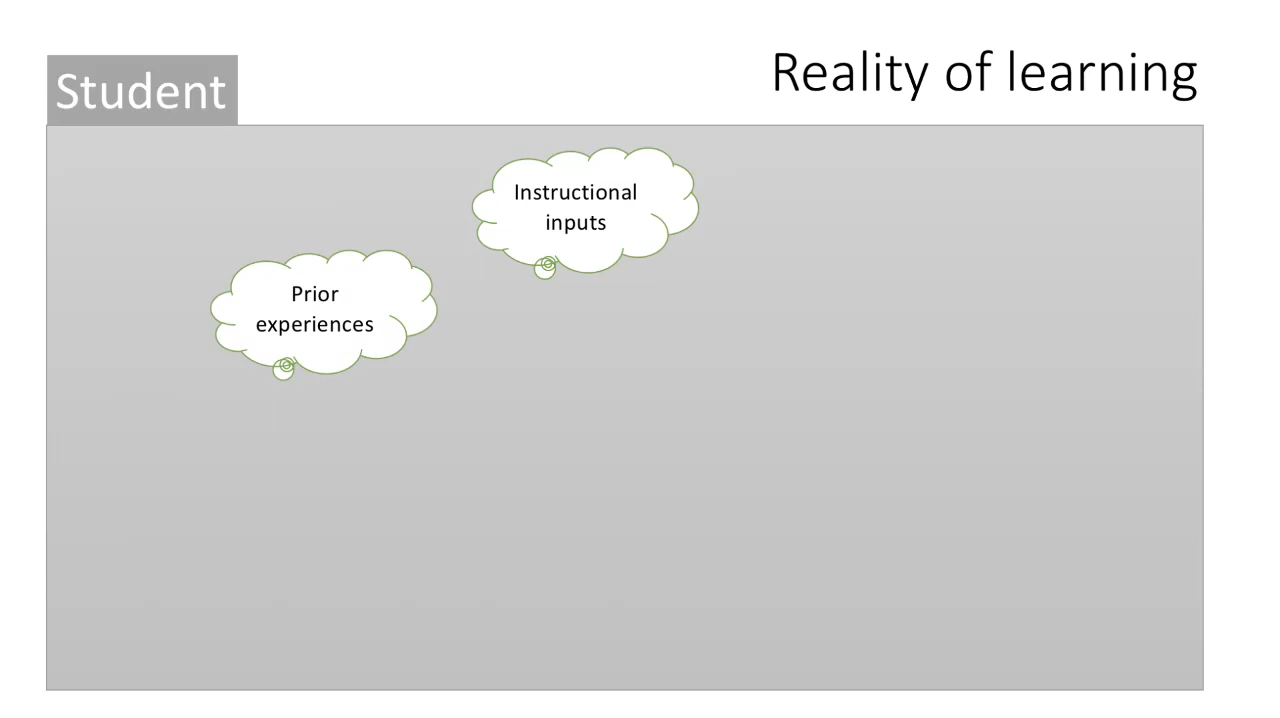 Reality of learning
Student
Instructional
inputs
Prior
experiences